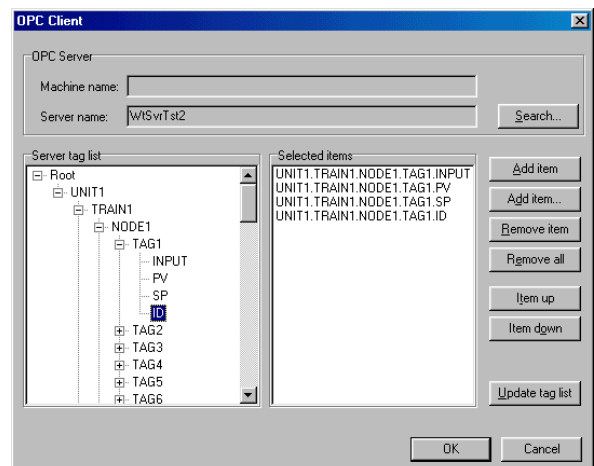 OPC Client
OPC Server
Machine name:
Server name: WtSvrTst2
Search...
Server tag list
Root
UNIT1
TRAIN1
NODE1
TAG1
INPUT
PV
SP
ID
TAG2
TAG3
TAG4
TAG5
TAG6
Selected items
UNIT1.TRAIN1.NODE1.TAG1.INPUT
UNIT1.TRAIN1.NODE1.TAG1.PV
UNIT1.TRAIN1.NODE1.TAG1.SP
UNIT1.TRAIN1.NODE1.TAG1.ID
Add item
Add item...
Remove item
Remove all
Item up
Item down
Update tag list
OK
Cancel